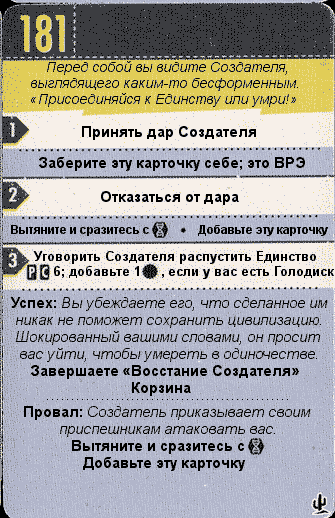 181
Перед собой вы видите Создателя,
выглядящего каким-то бесформенным.
«Присоединяйся к Единству или умри!»
1 Принять дар Создателя
Заберите эту карточку себе; это ВРЭ
2 Отказаться от дара
Вытяните и сразитесь с • Добавьте эту карточку
3 Уговорить Создателя распустить Единство
P C 6; добавьте 1 , если у вас есть Голодиск
Успех: Вы убеждаете его, что сделанное им
никак не поможет сохранить цивилизацию.
Шокированный вашими словами, он просит
вас уйти, чтобы умереть в одиночестве.
Завершаете «Восстание Создателя»
Корзина
Провал: Создатель приказывает своим
приспешникам атаковать вас.
Вытяните и сразитесь с
Добавьте эту карточку